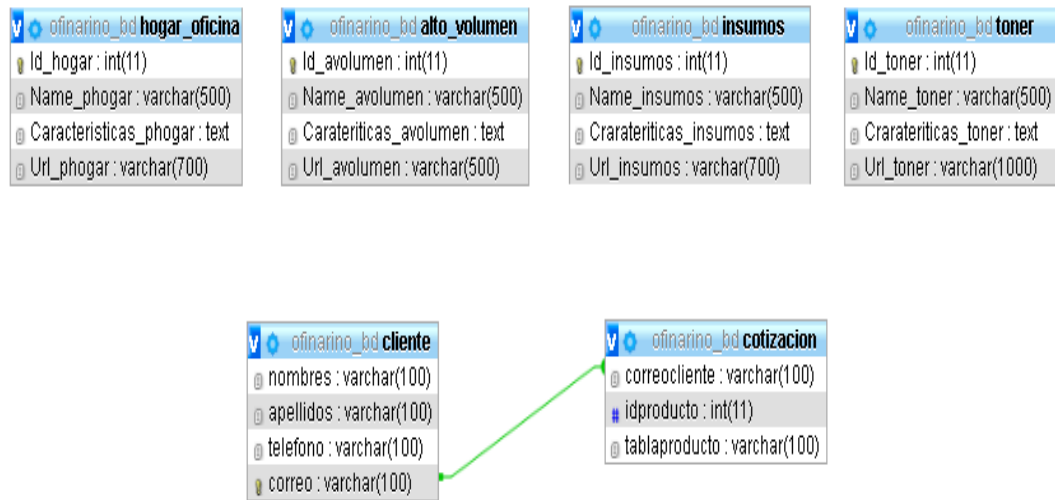 ofinarino_bd hogar_oficina
Id_hogar : int(11)
Name_phogar : varchar(500)
Caracteristicas_phogar : text
Url_phogar : varchar(700)
ofinarino_bd alto_volumen
Id_avolumen : int(11)
Name_avolumen : varchar(500)
Carateriticas_avolumen : text
Url_avolumen : varchar(500)
ofinarino_bd insumos
Id_insumos : int(11)
Name_insumos : varchar(500)
Crarateriticas_insumos : text
Url_insumos : varchar(700)
ofinarino_bd toner
Id_toner : int(11)
Name_toner : varchar(500)
Crarateriticas_toner : text
Url_toner : varchar(1000)
ofinarino_bd cliente
nombres : varchar(100)
apellidos : varchar(100)
telefono : varchar(100)
correo : varchar(100)
ofinarino_bd cotizacion
correocliente : varchar(100)
# idproducto : int(11)
tablaproducto : varchar(100)